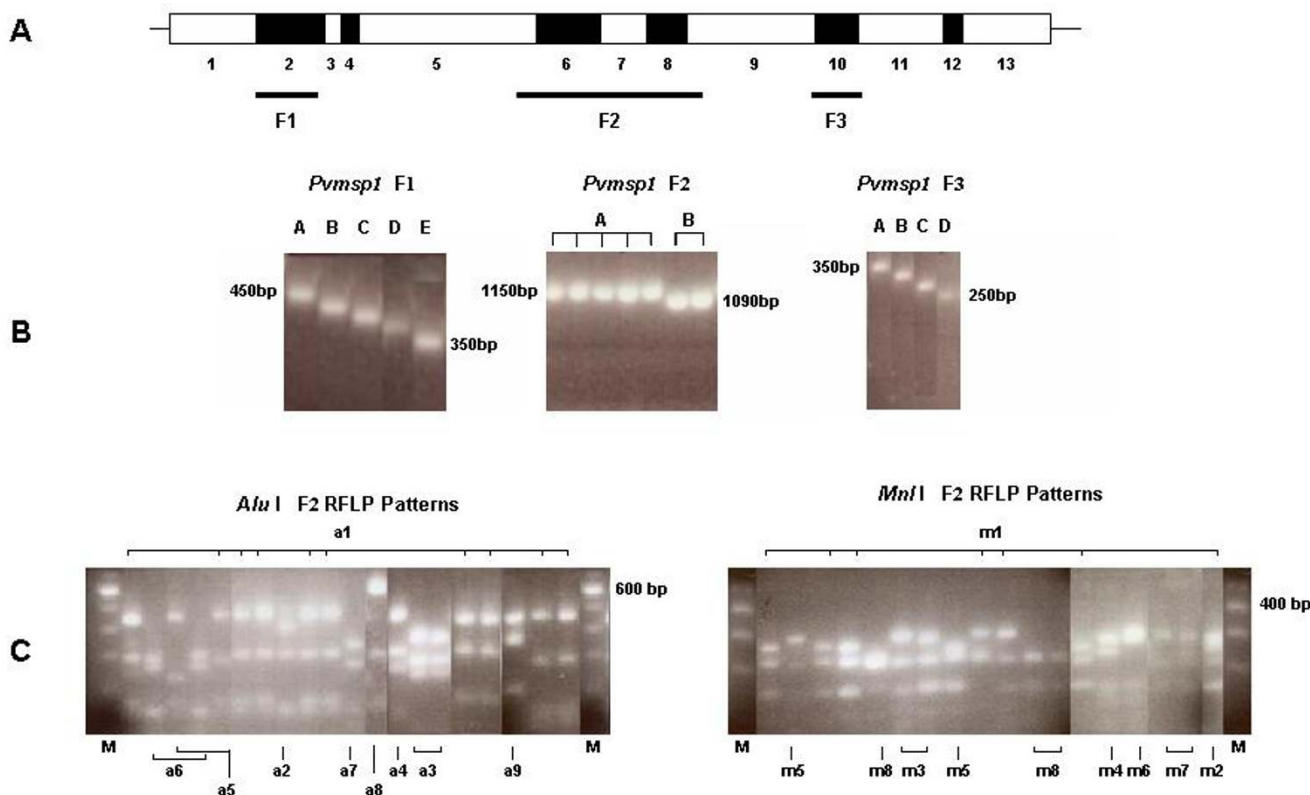 A
1 2 3 4 5 6 7 8 9 10 11 12 13
F1 F2 F3
Pvmsp1 F1
A B C D E
450bp
350bp
Pvmsp1 F2
A B
1150bp
1090bp
Pvmsp1 F3
A B C D
350bp
250bp
B
Alu I F2 RFLP Patterns
a1
600 bp
M M
a6 a5 a2 a7 a8 a4 a3 a9
Mnl I F2 RFLP Patterns
m1
400 bp
M M
m5 m8 m3 m5 m8 m4 m6 m7 m2
C